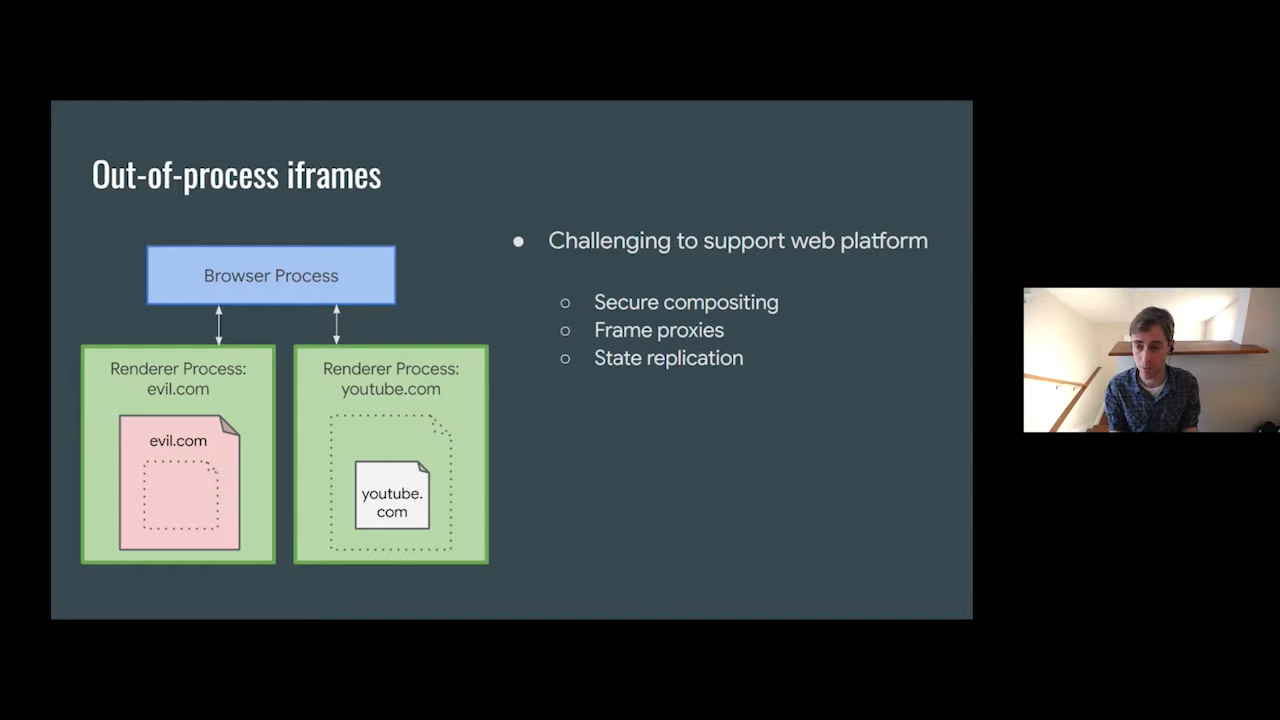 Out-of-process iframes
Browser Process
Renderer Process:
evil.com
evil.com
Renderer Process:
youtube.com
youtube.
com
● Challenging to support web platform
○ Secure compositing
○ Frame proxies
○ State replication